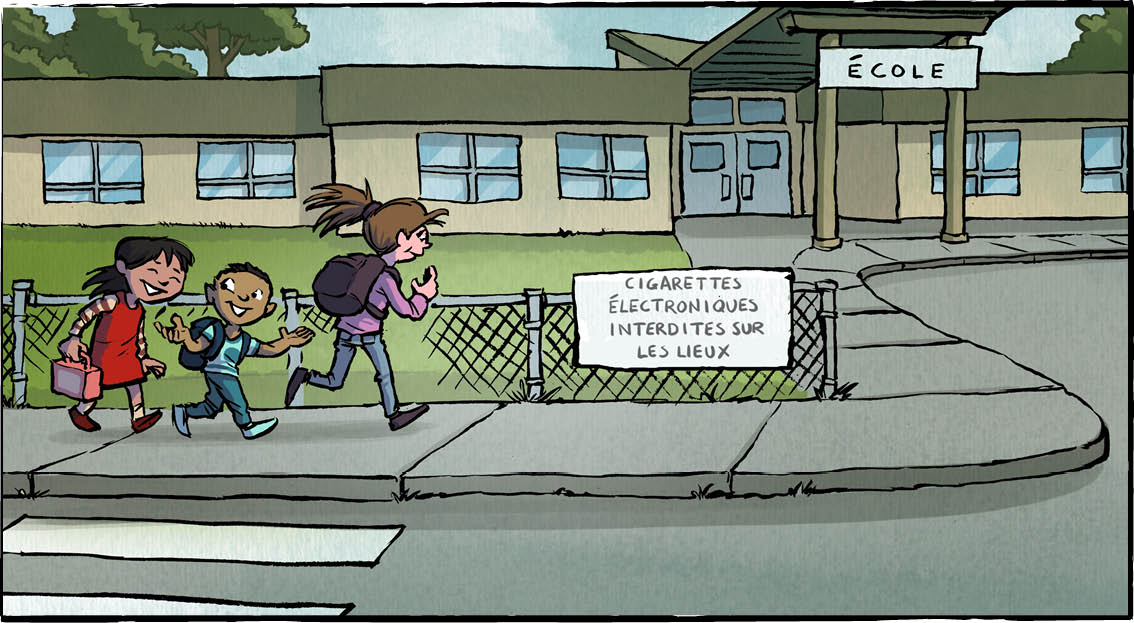 ÉCOLE
CIGARETTES
ÉLECTRONIQUES
INTERDITES SUR
LES LIEUX